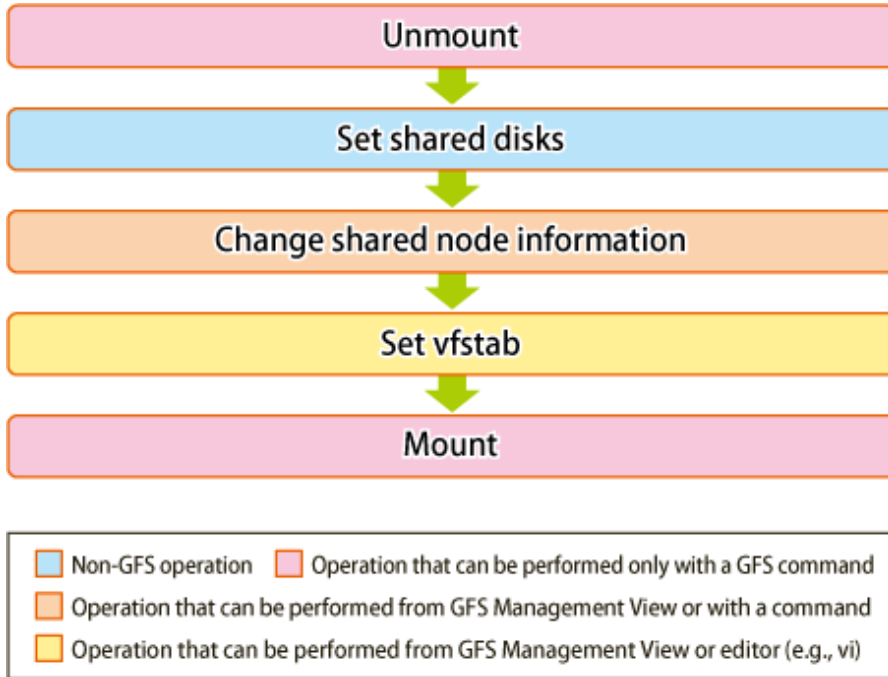 Unmount
Set shared disks
Change shared node information
Set vfstab
Mount
Non-GFS operation Operation that can be performed only with a GFS command
Operation that can be performed from GFS Management View or with a command
Operation that can be performed from GFS Management View or editor (e.g., vi)